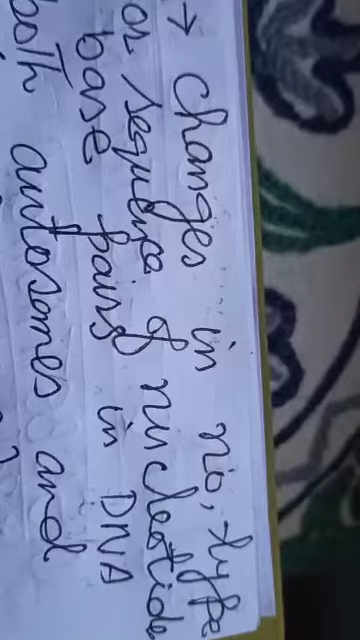 → changes in no, type
or sequence of nucleotide
base pairs in DNA
both autosomes and